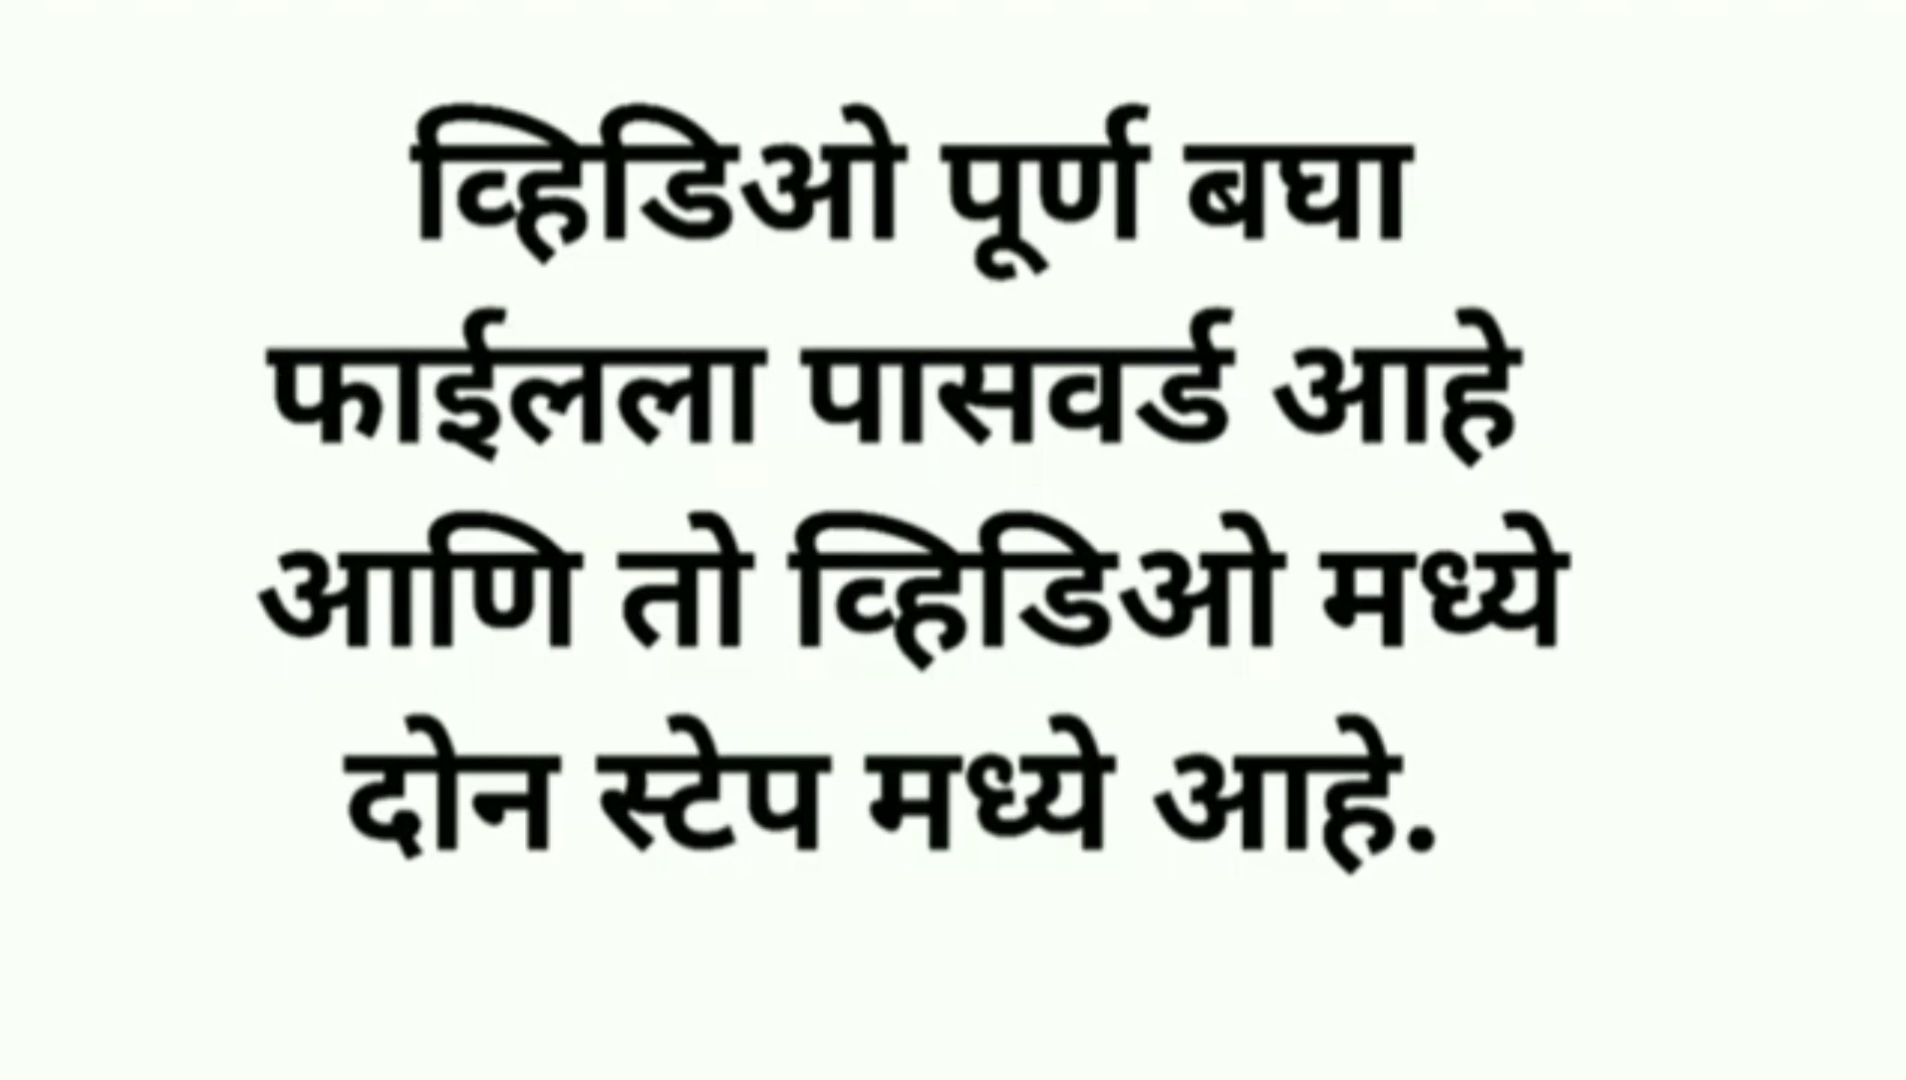 व्हिडिओ पूर्ण बघा
फाईलला पासवर्ड आहे
आणि तो व्हिडिओ मध्ये
दोन स्टेप मध्ये आहे.